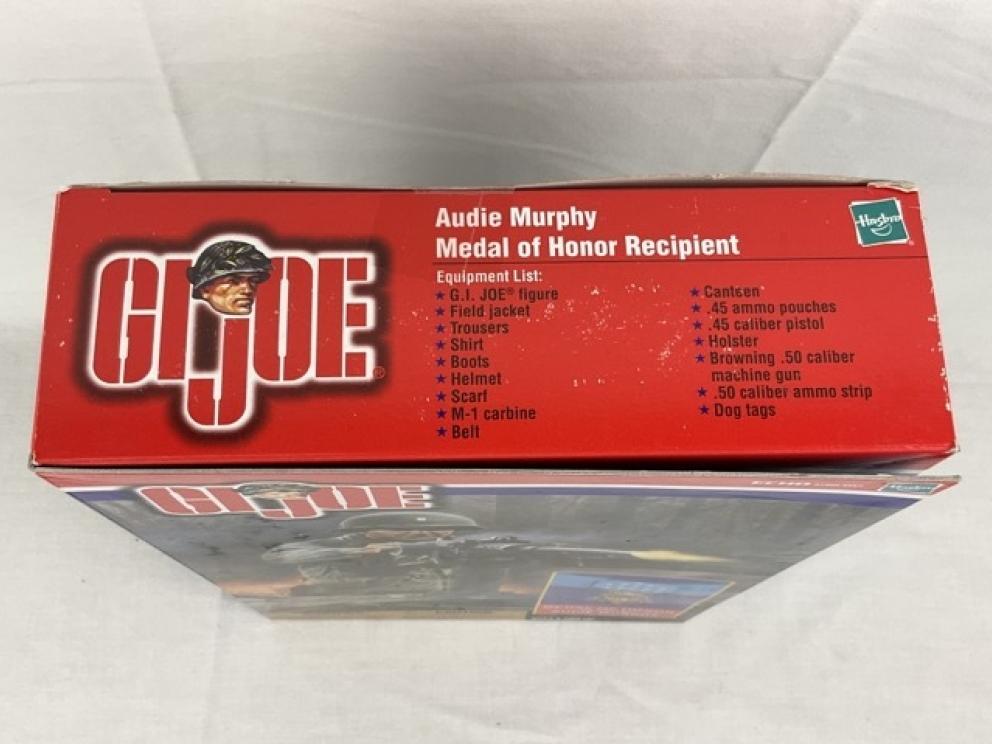 GI JOE®
Audie Murphy
Medal of Honor Recipient
Hasbro
Equipment List:
★ G.I. JOE® figure
★ Field jacket
★ Trousers
★ Shirt
★ Boots
★ Helmet
★ Scarf
★ M-1 carbine
★ Belt
★ Canteen
★ .45 ammo pouches
★ .45 caliber pistol
★ Holster
★ Browning .50 caliber
machine gun
★ .50 caliber ammo strip
★ Dog tags
GI JOE